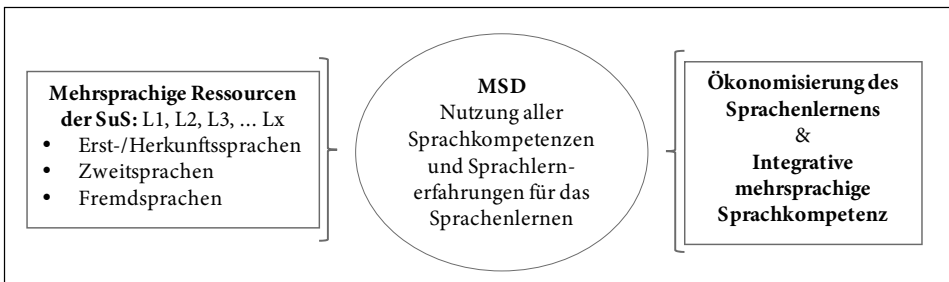 Mehrsprachige Ressourcen
der SuS: L1, L2, L3, ... Lx
• Erst-/Herkunftssprachen
• Zweitsprachen
• Fremdsprachen
MSD
Nutzung aller
Sprachkompetenzen
und Sprachlern-
erfahrungen für das
Sprachenlernen
Ökonomisierung des
Sprachenlernens
&
Integrative
mehrsprachige
Sprachkompetenz